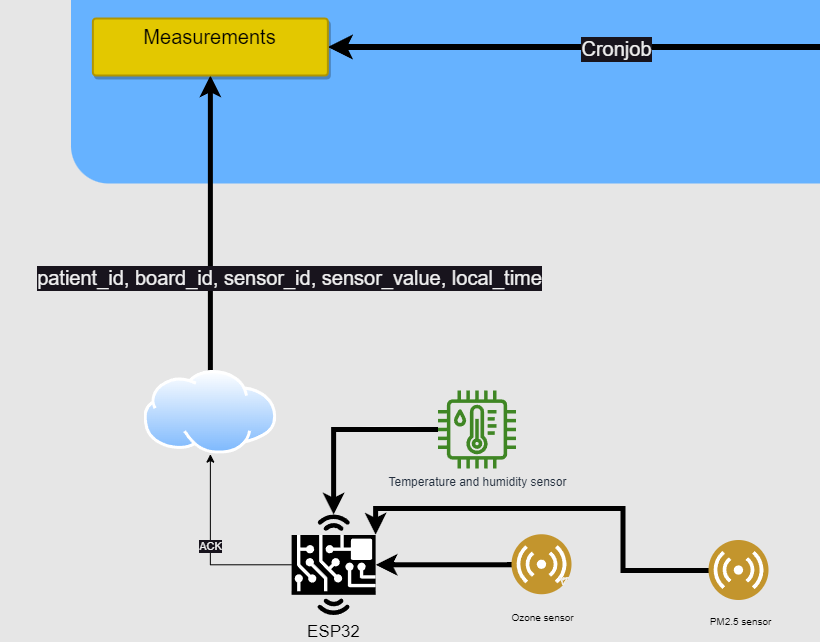 Measurements
Cronjob
patient_id, board_id, sensor_id, sensor_value, local_time
Temperature and humidity sensor
ACK
Ozone sensor
PM2.5 sensor
ESP32